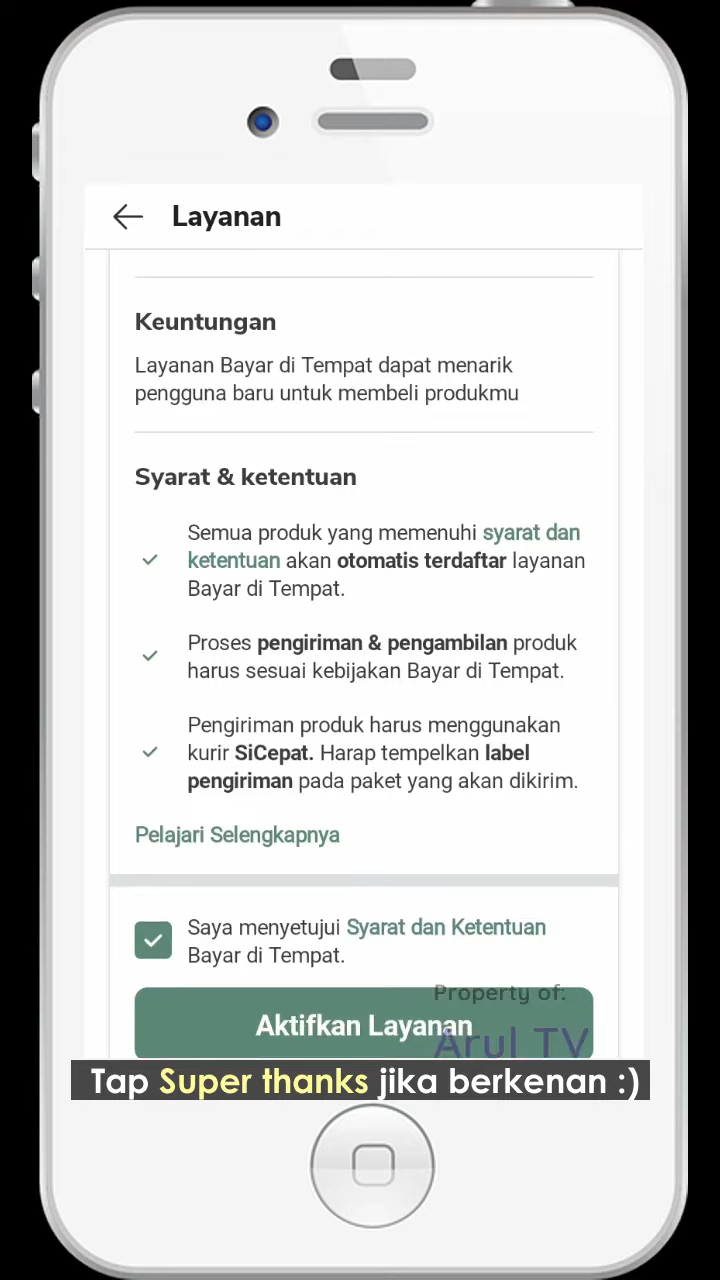 Layanan
Keuntungan
Layanan Bayar di Tempat dapat menarik
pengguna baru untuk membeli produkmu
Syarat & ketentuan
Semua produk yang memenuhi syarat dan
ketentuan akan otomatis terdaftar layanan
Bayar di Tempat.
Proses pengiriman & pengambilan produk
harus sesuai kebijakan Bayar di Tempat.
Pengiriman produk harus menggunakan
kurir SiCepat. Harap tempelkan label
pengiriman pada paket yang akan dikirim.
Pelajari Selengkapnya
Saya menyetujui Syarat dan Ketentuan
Bayar di Tempat.
Property of:
Aktifkan Layanan
Arul TV
Tap Super thanks jika berkenan :)